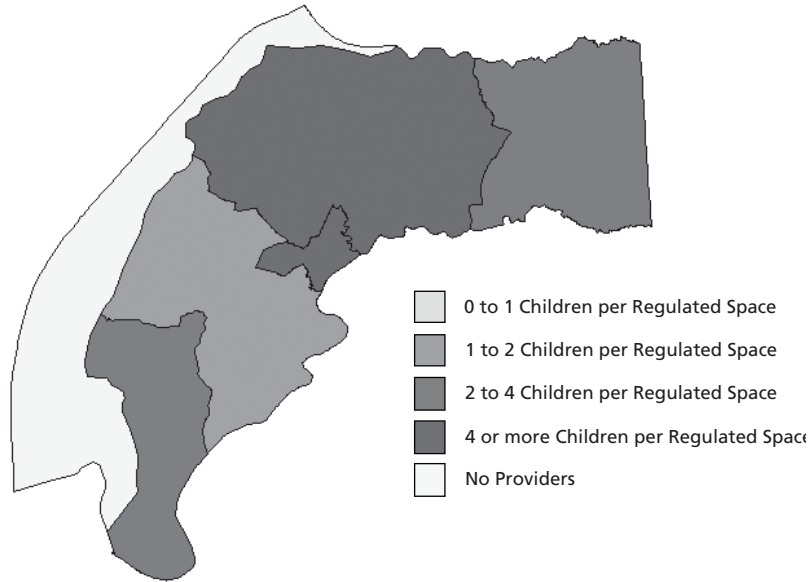 0 to 1 Children per Regulated Space
1 to 2 Children per Regulated Space
2 to 4 Children per Regulated Space
4 or more Children per Regulated Space
No Providers